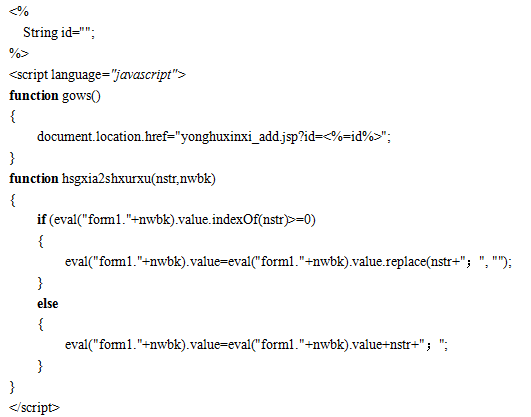 <%
String id="";
%>
<script language="javascript">
function gows()
{
document.location.href="yonghuxinxi_add.jsp?id=<%=id%>";
}
function hsgxia2shxurxu(nstr,nwbk)
{
if (eval("form1."+nwbk).value.indexOf(nstr)>=0)
{
eval("form1."+nwbk).value=eval("form1."+nwbk).value.replace(nstr+"；", "");
}
else
{
eval("form1."+nwbk).value=eval("form1."+nwbk).value+nstr+"；";
}
}
</script>